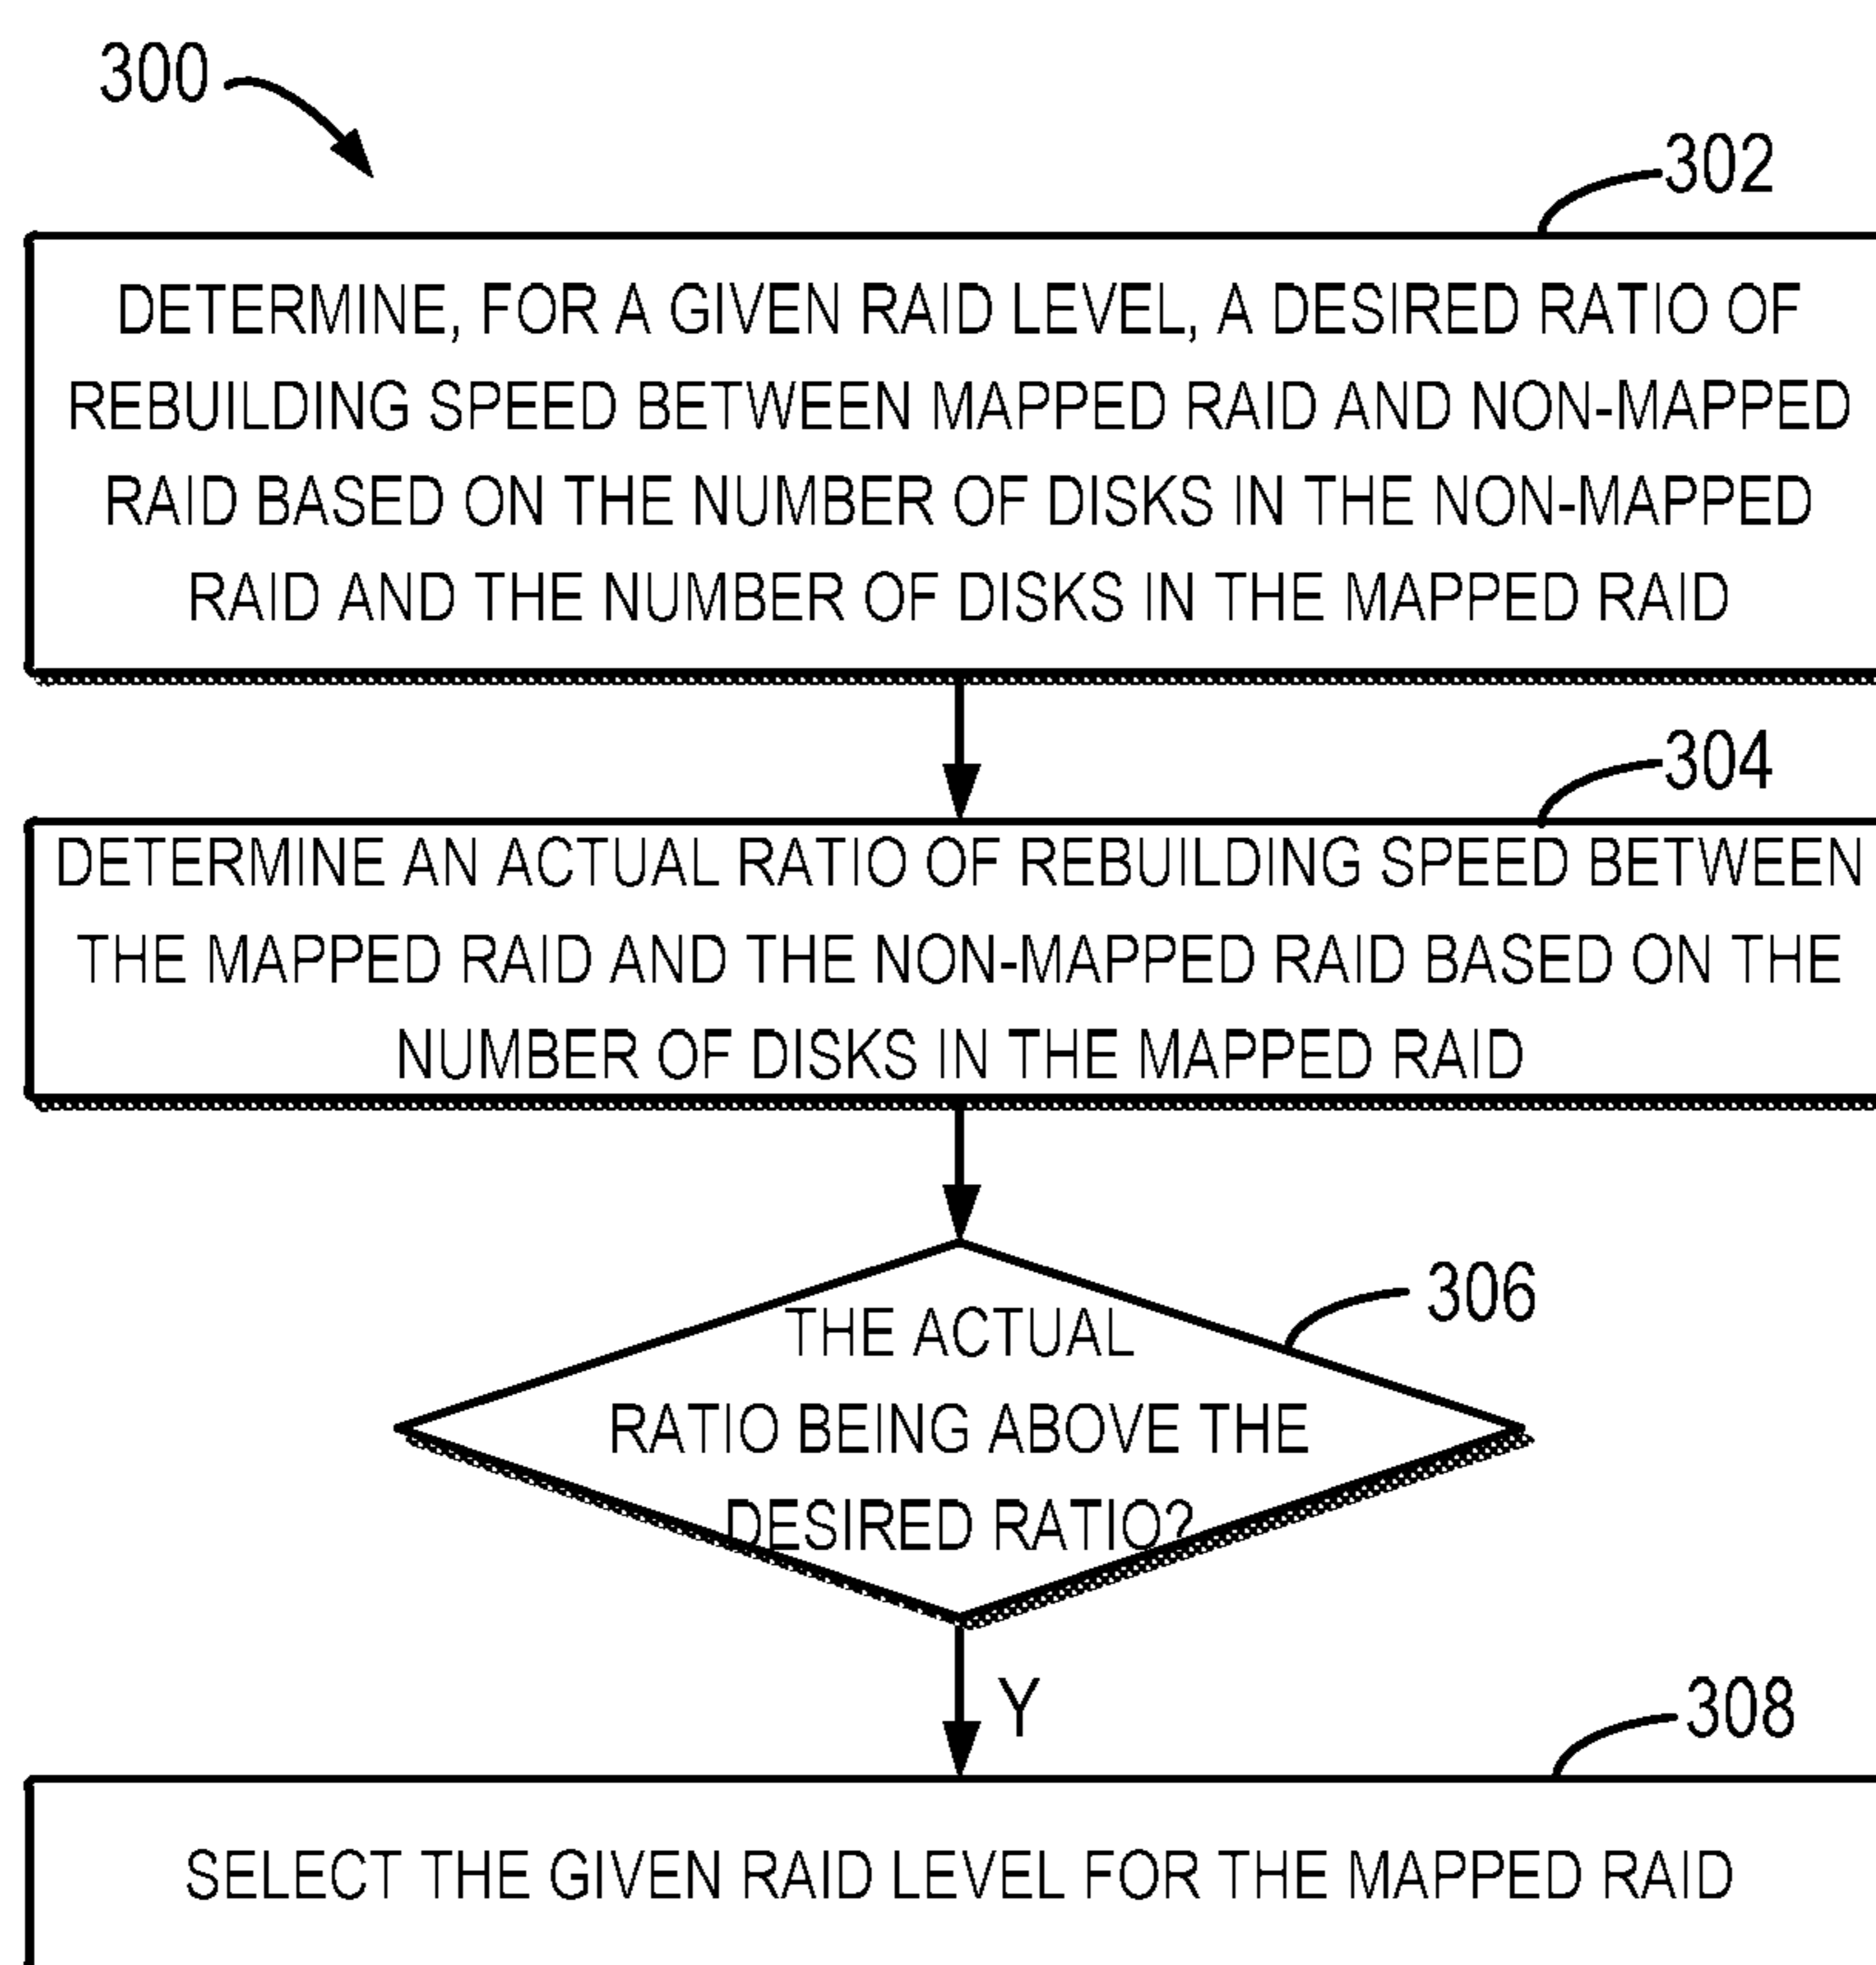 300
302
DETERMINE, FOR A GIVEN RAID LEVEL, A DESIRED RATIO OF
REBUILDING SPEED BETWEEN MAPPED RAID AND NON-MAPPED
RAID BASED ON THE NUMBER OF DISKS IN THE NON-MAPPED
RAID AND THE NUMBER OF DISKS IN THE MAPPED RAID
304
DETERMINE AN ACTUAL RATIO OF REBUILDING SPEED BETWEEN
THE MAPPED RAID AND THE NON-MAPPED RAID BASED ON THE
NUMBER OF DISKS IN THE MAPPED RAID
306
THE ACTUAL
RATIO BEING ABOVE THE
DESIRED RATIO?
Y
308
SELECT THE GIVEN RAID LEVEL FOR THE MAPPED RAID